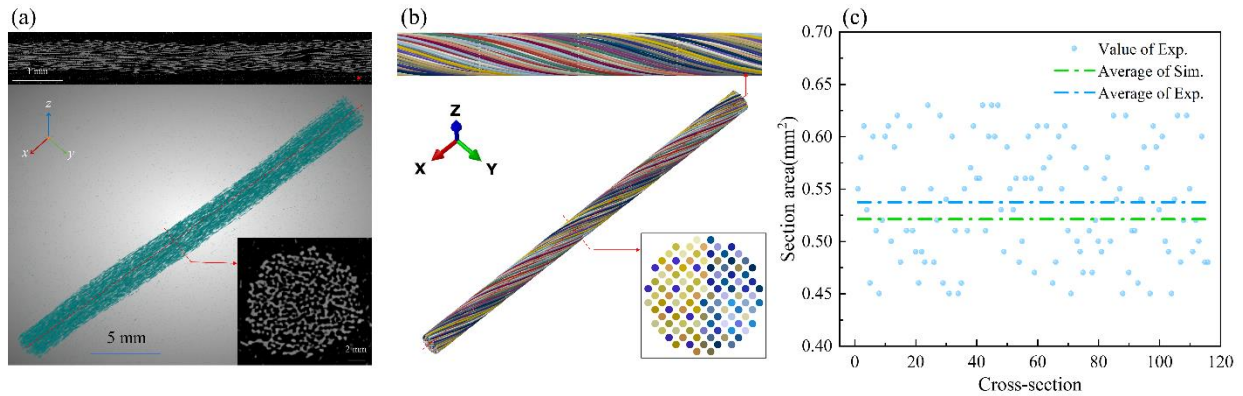 (a)
1 mm
z
x
y
5 mm
2 mm
(b)
Z
X
Y
(c)
0.70
0.65
0.60
0.55
0.50
0.45
0.40
Section area(mm²)
Value of Exp.
Average of Sim.
Average of Exp.
0 20 40 60 80 100 120
Cross-section